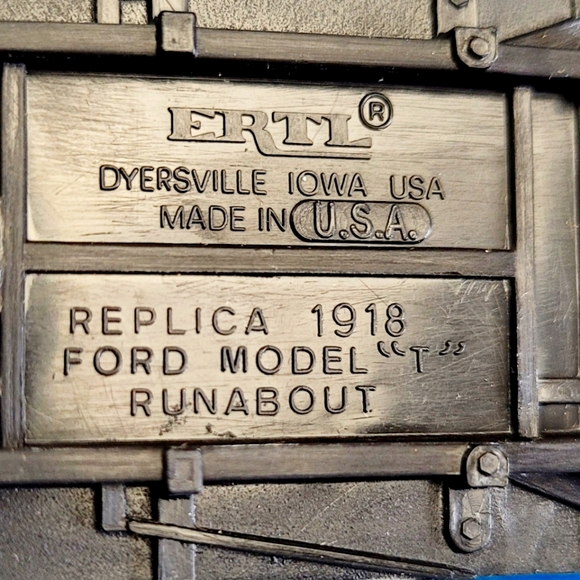 ERTL®
DYERSVILLE IOWA USA
MADE IN U.S.A.
REPLICA 1918
FORD MODEL “T”
RUNABOUT